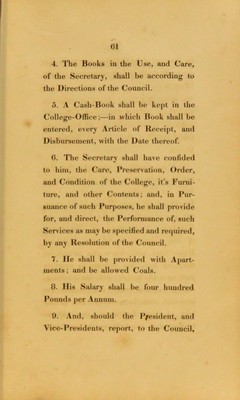 61
4. The Books in the Use, and Care,
of the Secretary, shall be according to
the Directions of the Council.
5. A Cash-Book shall be kept in the
College-Office;—in which Book shall be
entered, every Article of Receipt, and
Disbursement, with the Date thereof.
6. The Secretary shall have confided
to him, the Care, Preservation, Order,
and Condition of the College, it's Furni-
ture, and other Contents; and, in Pur-
suance of such Purposes, he shall provide
for, and direct, the Performance of, such
Services as may be specified and required,
by any Resolution of the Council.
7. He shall be provided with Apart-
ments; and be allowed Coals.
8. His Salary shall be four hundred
Pounds per Annum.
9. And, should the President, and
Vice-Presidents, report, to the Council,